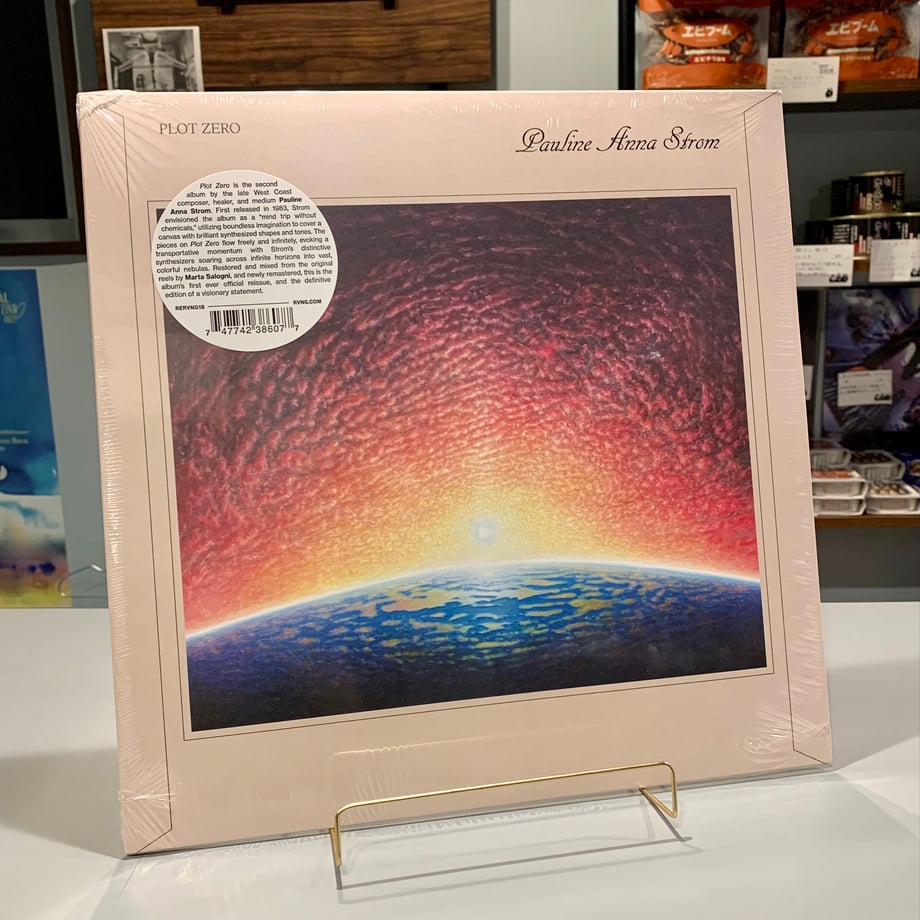 エビブーム
エビブーム
PLOT ZERO
Pauline Anna Strom
Plot Zero is the second
album by the late West Coast
composer, healer, and medium Pauline
Anna Strom. First released in 1983, Strom
envisioned the album as a "mind trip without
chemicals," utilizing boundless imagination to cover a
canvas with brilliant synthesized shapes and tones. The
pieces on Plot Zero flow freely and infinitely, evoking a
transportative momentum with Strom's distinctive
synthesizers soaring across infinite horizons into vast,
colorful nebulas. Restored and mixed from the original
reels by Marta Salogni, and newly remastered, this is the
album's first ever official reissue, and the definitive
edition of a visionary statement.
RERVNG18 RVNG.COM
7 47742 38607 7